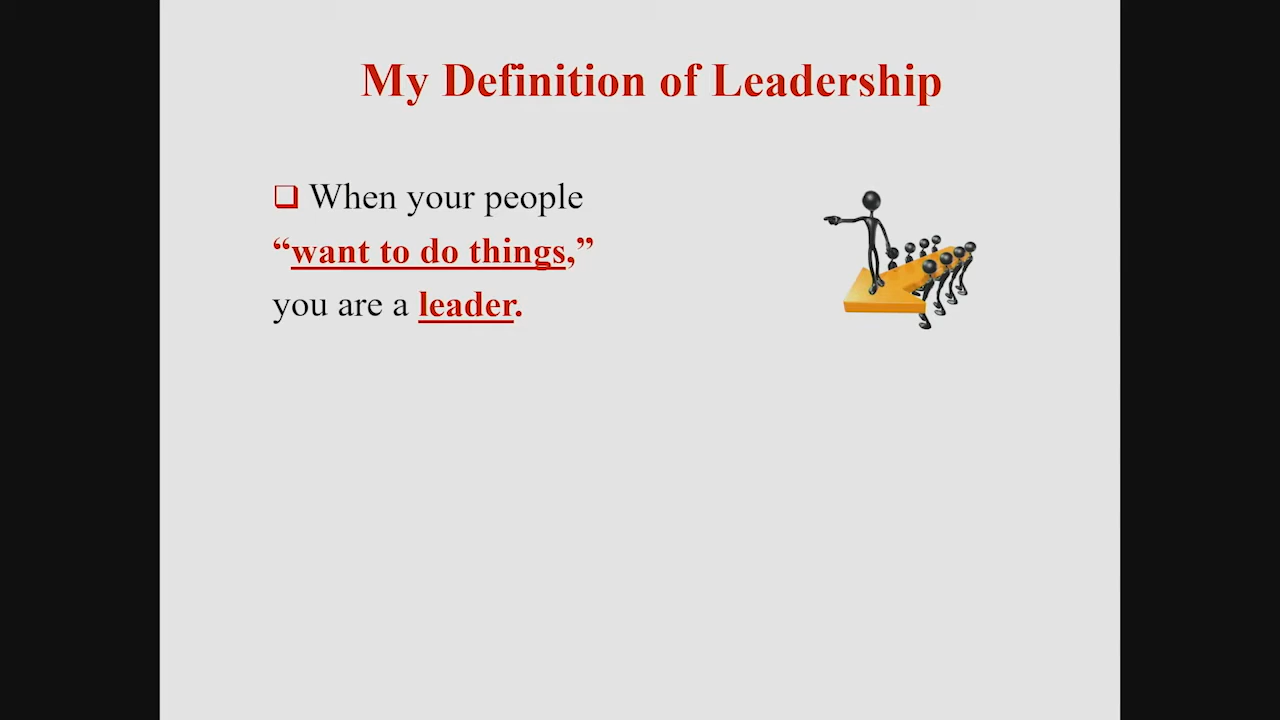 My Definition of Leadership
❑ When your people
“want to do things,”
you are a leader.